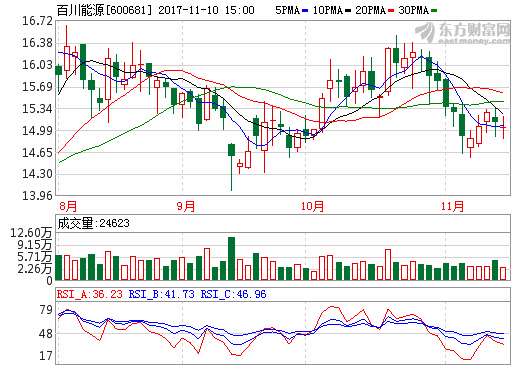 百川能源[600681] 2017-11-10 15:00 5PMA 10PMA 20PMA 30PMA
东方财富网
eastmoney.com
16.72
16.38
16.03
15.69
15.34
14.99
14.65
14.30
13.96
8月 9月 10月 11月
成交量:24623
12.60万
9.15万
5.71万
2.26万
0
RSI_A:36.23 RSI_B:41.73 RSI_C:46.96
79
48
17